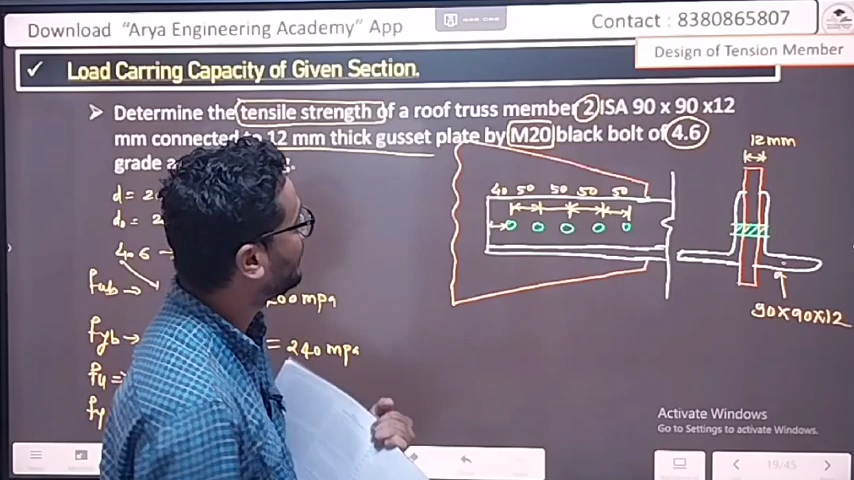 Download "Arya Engineering Academy" App
Contact : 8380865807
Design of Tension Member
✓ Load Carring Capacity of Given Section.
➢ Determine the tensile strength of a roof truss member 2 ISA 90 x 90 x12
mm connected to 12 mm thick gusset plate by M20 black bolt of 4.6
grade
12mm
40 50 50 50 50
d =
do =
4.6 →
fub →
mpa
fyb →
= 240 mpa
fu =
fy
90x90x12
Activate Windows
Go to Settings to activate Windows.
19/45